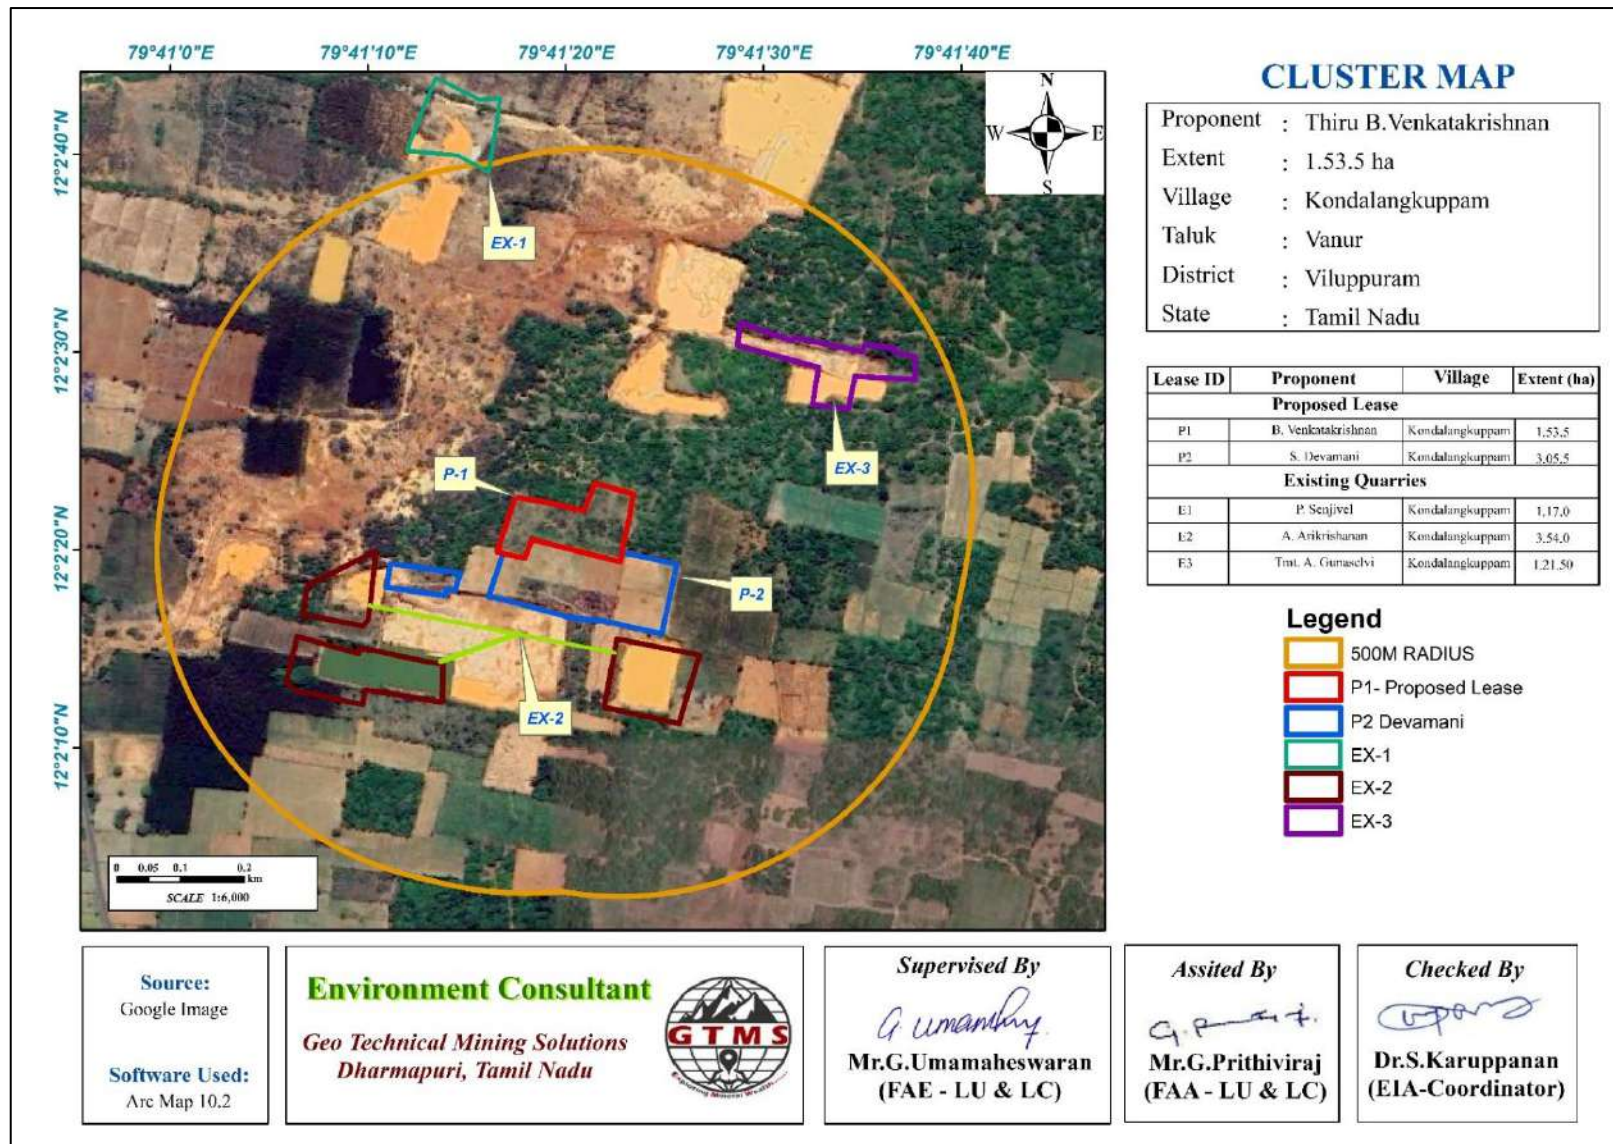 79°41'0"E 79°41'10"E 79°41'20"E 79°41'30"E 79°41'40"E
12°2'40"N
12°2'30"N
12°2'20"N
12°2'10"N
N
W E
S
EX-1
EX-3
P-1
P-2
EX-2
0 0.05 0.1 0.2
km
SCALE 1:6,000
CLUSTER MAP
Proponent : Thiru B.Venkatakrishnan
Extent : 1.53.5 ha
Village : Kondalangkuppam
Taluk : Vanur
District : Viluppuram
State : Tamil Nadu
Lease ID Proponent Village Extent (ha)
Proposed Lease
P1 B. Venkatakrishnan Kondalangkuppam 1.53.5
P2 S. Devamani Kondalangkuppam 3.05.5
Existing Quarries
E1 P. Senjivel Kondalangkuppam 1.17.0
E2 A. Arikrishanan Kondalangkuppam 3.54.0
E3 Tmt. A. Gunaselvi Kondalangkuppam 1.21.50
Legend
500M RADIUS
P1- Proposed Lease
P2 Devamani
EX-1
EX-2
EX-3
Source:
Google Image
Software Used:
Arc Map 10.2
Environment Consultant
Geo Technical Mining Solutions
Dharmapuri, Tamil Nadu
GTMS
Supervised By
Mr.G.Umamaheswaran
(FAE - LU & LC)
Assited By
Mr.G.Prithiviraj
(FAA - LU & LC)
Checked By
Dr.S.Karuppanan
(EIA-Coordinator)